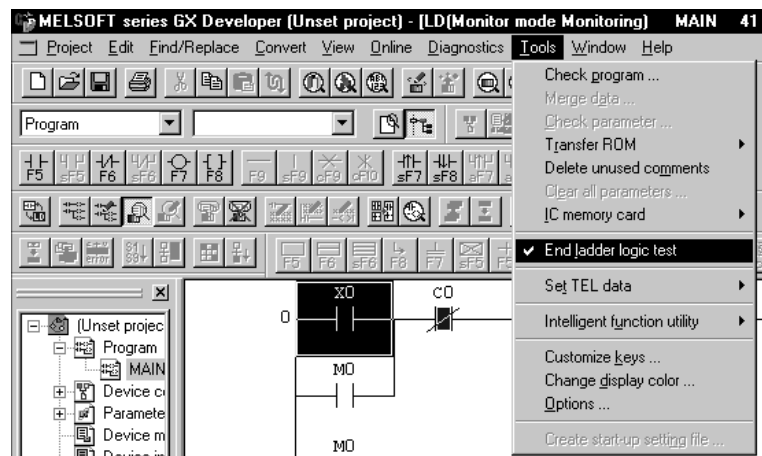 MELSOFT series GX Developer (Unset project) - [LD(Monitor mode Monitoring) MAIN 41
Project Edit Find/Replace Convert View Online Diagnostics Tools Window Help
Check program ...
Merge data ...
Check parameter ...
Transfer ROM
Delete unused comments
Clear all parameters ...
IC memory card
End ladder logic test
Set TEL data
Intelligent function utility
Customize keys ...
Change display color ...
Options ...
Create start-up setting file ...
Program
F5 sF5 F6 sF6 F7 F8 F9 sF9 cF9 cF10 sF7 sF8 aF7
error
F5 F6 sF6 F8 F7 sF5
(Unset projec
Program
MAIN
Device c
Paramete
Device m
Device in
X0 C0
0
M0
M0